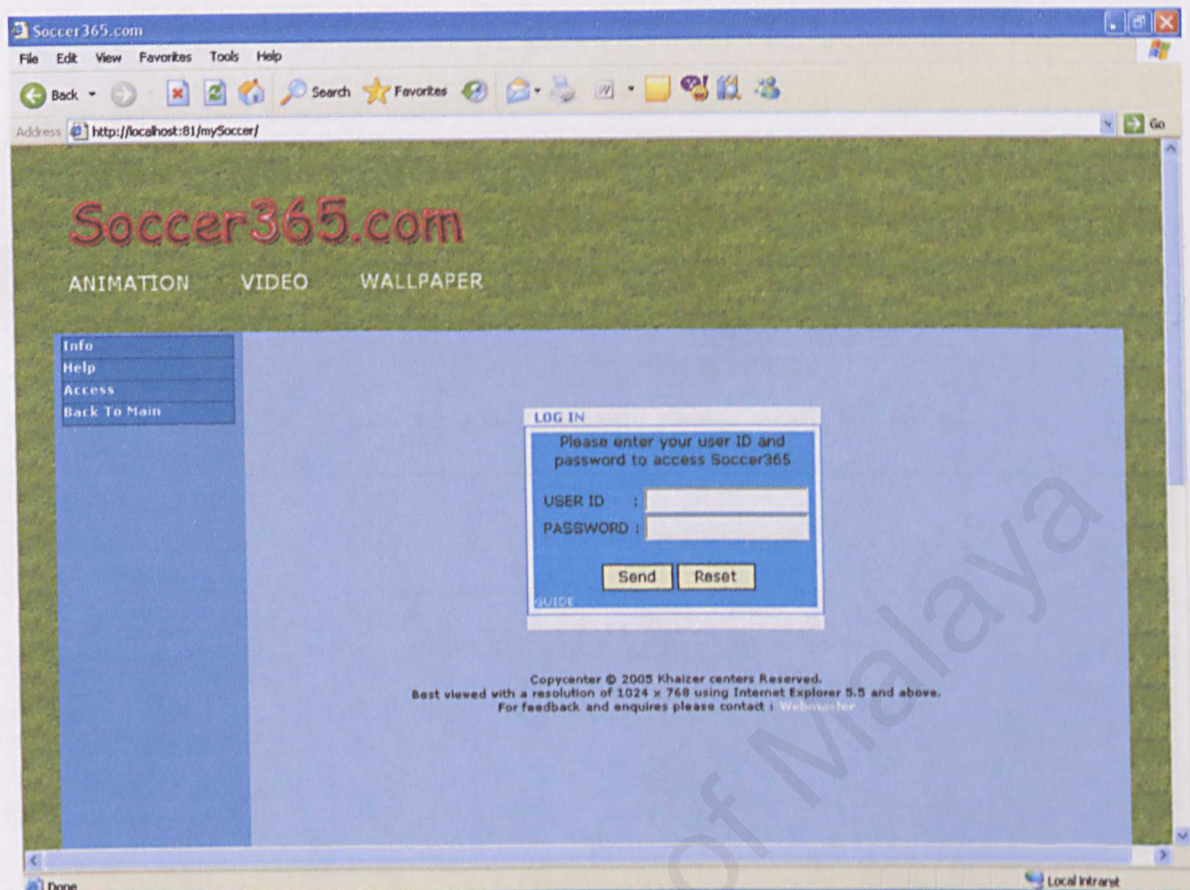 Soccer365.com
File Edit View Favorites Tools Help
Back Search Favorites
Address http://localhost:81/mySoccer/ Go
Soccer365.com
ANIMATION VIDEO WALLPAPER
Info
Help
Access
Back To Main
LOG IN
Please enter your user ID and
password to access Soccer365
USER ID :
PASSWORD :
Send Reset
GUIDE
Copycenter © 2005 Khaizer centers Reserved.
Best viewed with a resolution of 1024 x 768 using Internet Explorer 5.5 and above.
For feedback and enquires please contact : Webmaster
Done Local intranet
of Malaya